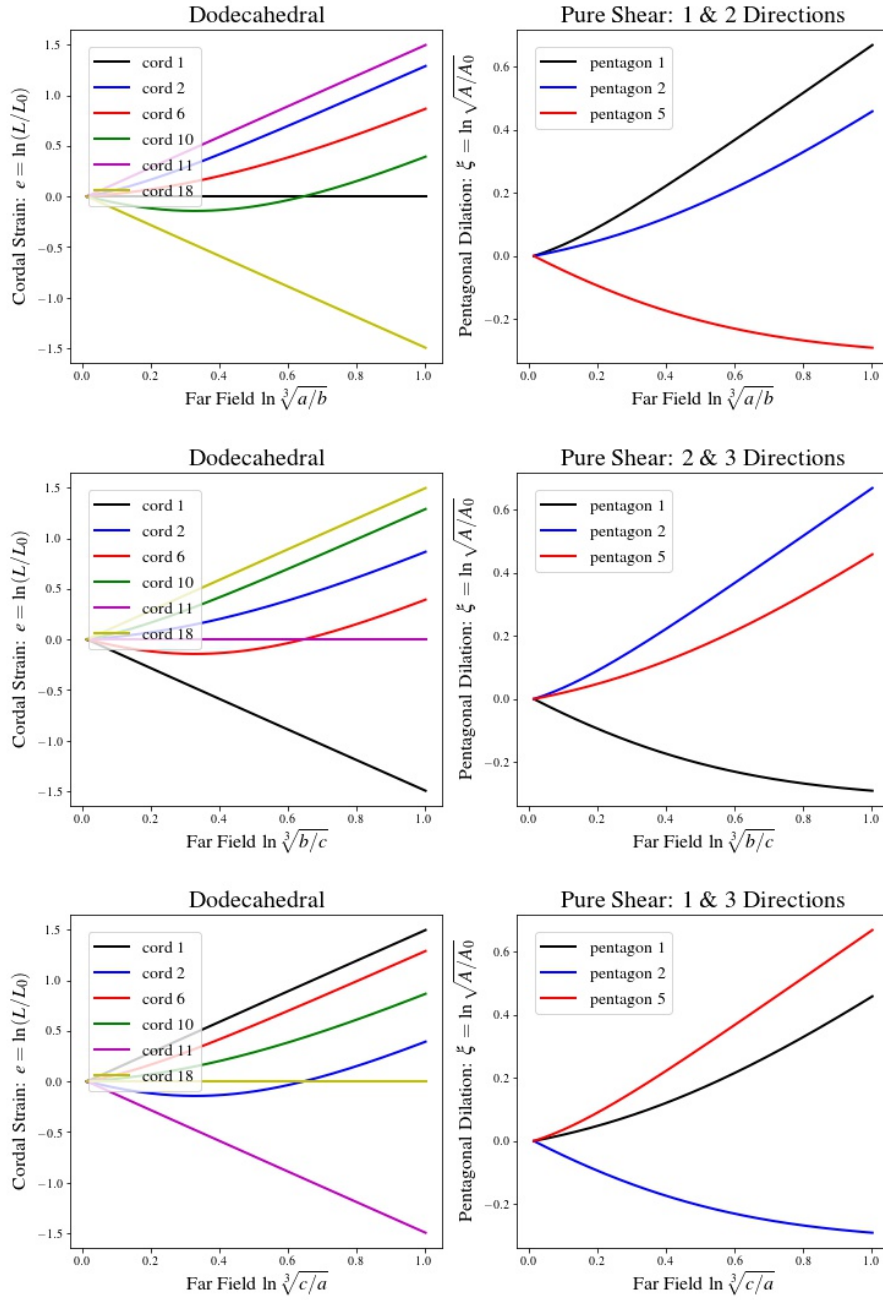 Dodecahedral
Pure Shear: 1 & 2 Directions
Cordal Strain: e = ln(L/L₀)
1.5
1.0
0.5
0.0
−0.5
−1.0
−1.5
cord 1
cord 2
cord 6
cord 10
cord 11
cord 18
0.0 0.2 0.4 0.6 0.8 1.0
Far Field ln ∛(a/b)
Pentagonal Dilation: ξ = ln √(A/A₀)
0.6
0.4
0.2
0.0
−0.2
pentagon 1
pentagon 2
pentagon 5
0.0 0.2 0.4 0.6 0.8 1.0
Far Field ln ∛(a/b)
Dodecahedral
Pure Shear: 2 & 3 Directions
Cordal Strain: e = ln(L/L₀)
1.5
1.0
0.5
0.0
−0.5
−1.0
−1.5
cord 1
cord 2
cord 6
cord 10
cord 11
cord 18
0.0 0.2 0.4 0.6 0.8 1.0
Far Field ln ∛(b/c)
Pentagonal Dilation: ξ = ln √(A/A₀)
0.6
0.4
0.2
0.0
−0.2
pentagon 1
pentagon 2
pentagon 5
0.0 0.2 0.4 0.6 0.8 1.0
Far Field ln ∛(b/c)
Dodecahedral
Pure Shear: 1 & 3 Directions
Cordal Strain: e = ln(L/L₀)
1.5
1.0
0.5
0.0
−0.5
−1.0
−1.5
cord 1
cord 2
cord 6
cord 10
cord 11
cord 18
0.0 0.2 0.4 0.6 0.8 1.0
Far Field ln ∛(c/a)
Pentagonal Dilation: ξ = ln √(A/A₀)
0.6
0.4
0.2
0.0
−0.2
pentagon 1
pentagon 2
pentagon 5
0.0 0.2 0.4 0.6 0.8 1.0
Far Field ln ∛(c/a)